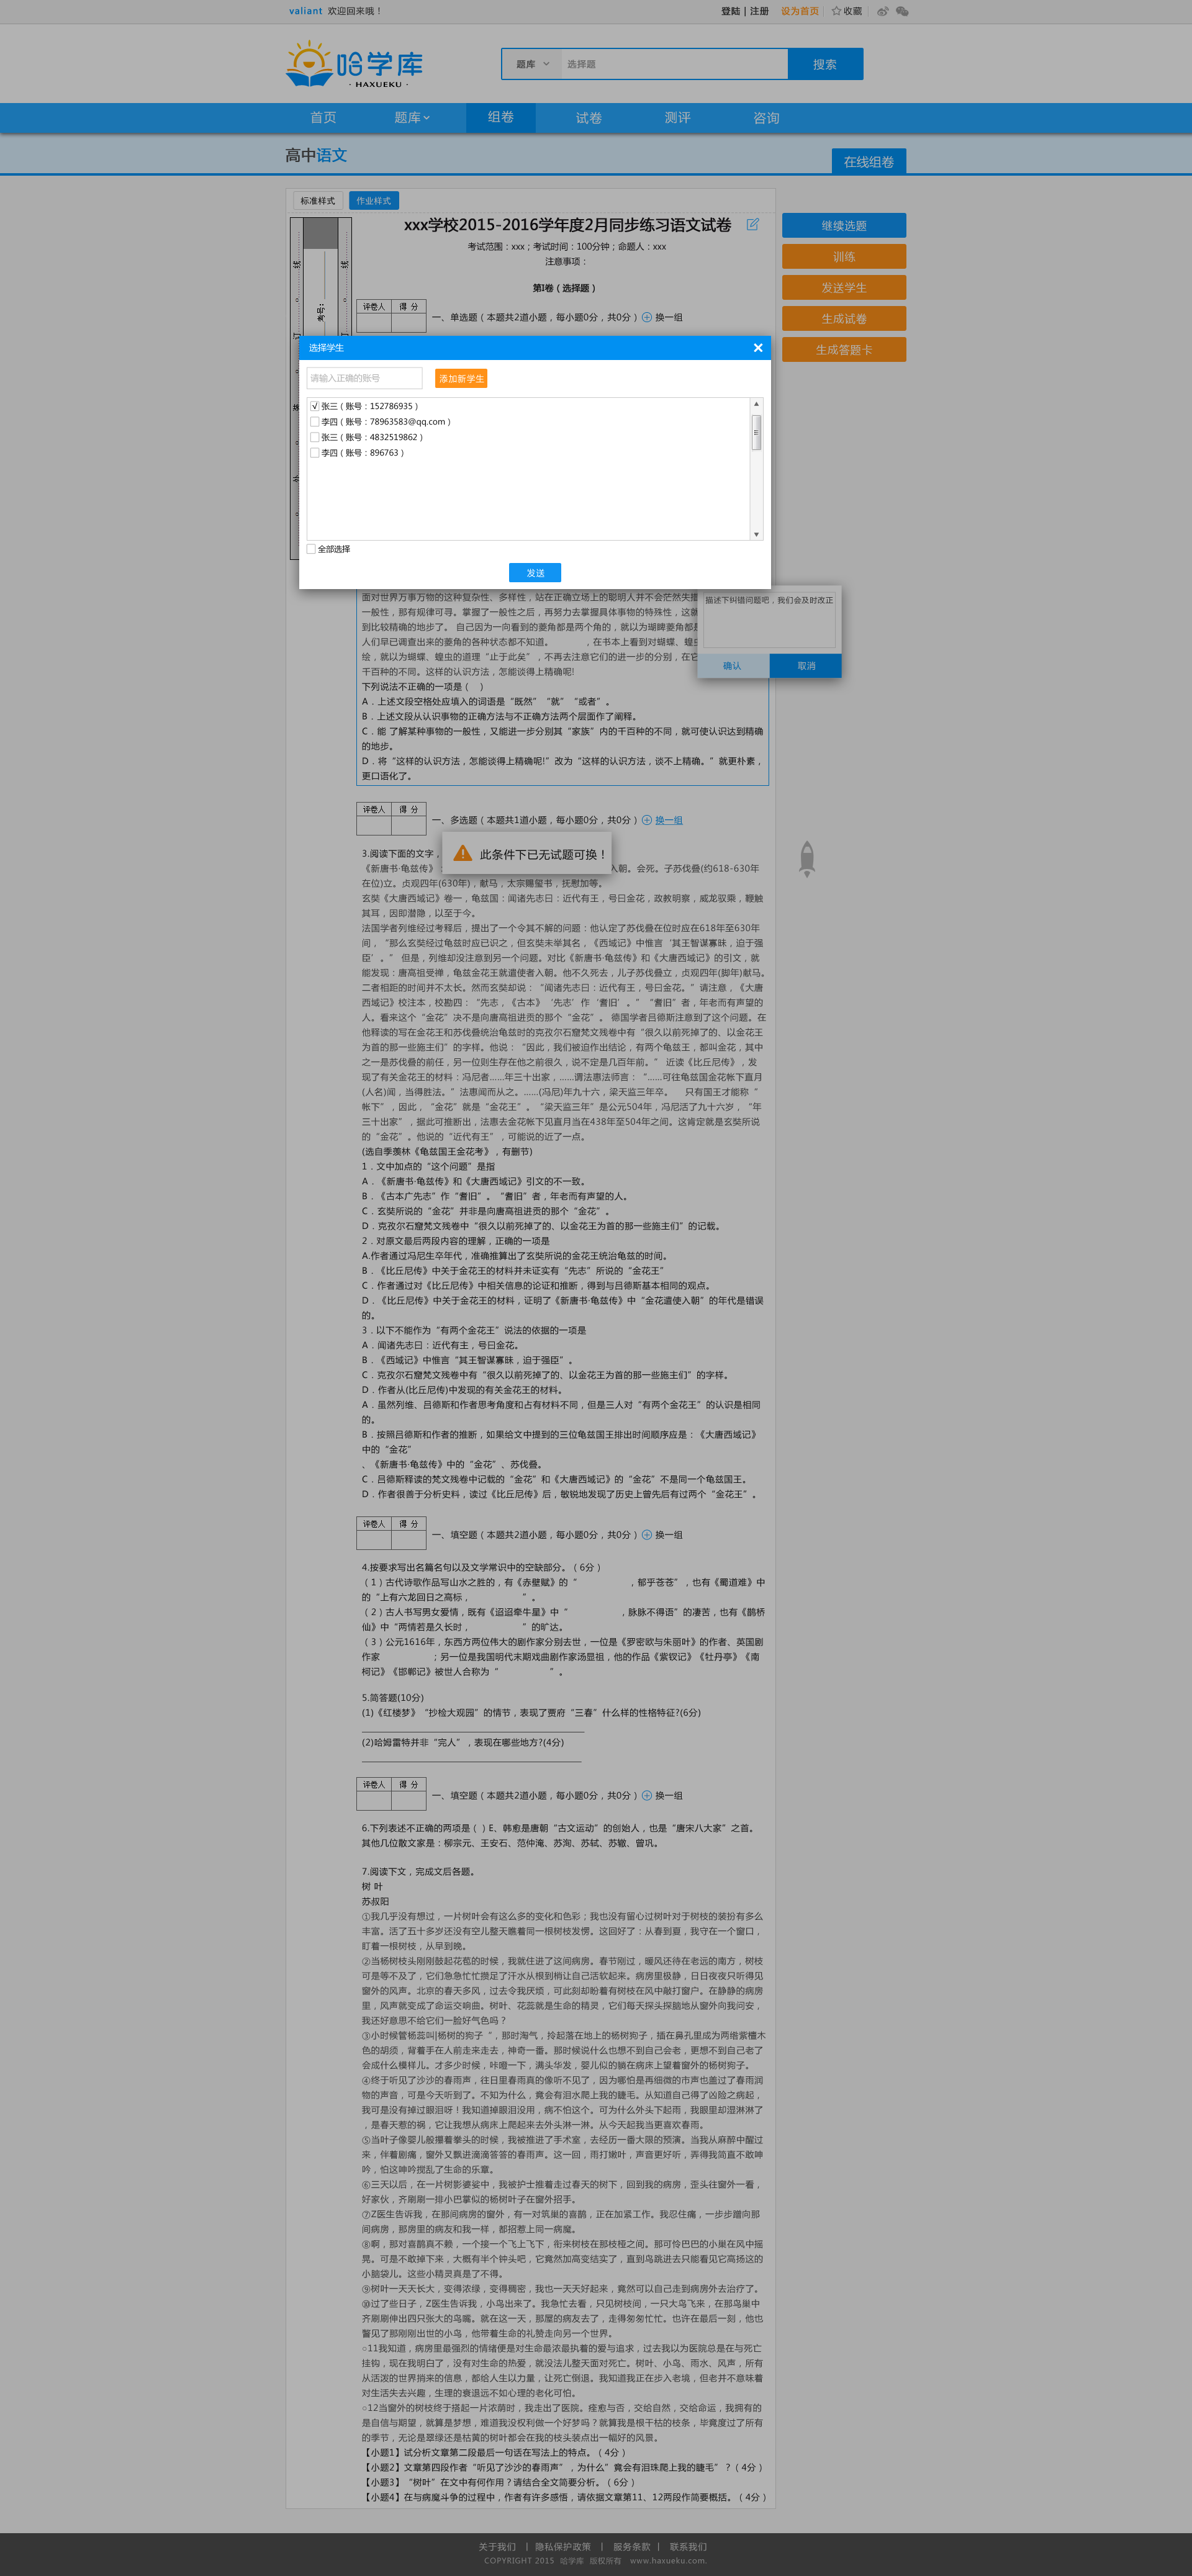 valiant 欢迎回来哦！
登陆 | 注册 设为首页 收藏
哈学库
· HAXUEKU ·
题库 选择题 搜索
首页 题库 组卷 试卷 测评 咨询
高中语文
在线组卷
标准样式 作业样式
xxx学校2015-2016学年度2月同步练习语文试卷
考试范围：xxx；考试时间：100分钟；命题人：xxx
注意事项：
第I卷（选择题）
继续选题
训练
发送学生
生成试卷
生成答题卡
线
考号：
线
订
订
评卷人 得 分
一、单选题（本题共2道小题，每小题0分，共0分） 换一组
选择学生
请输入正确的账号 添加新学生
√ 张三（账号：152786935）
李四（账号：78963583@qq.com）
张三（账号：4832519862）
李四（账号：896763）
全部选择
发送
面对世界万事万物的这种复杂性、多样性，站在正确立场上的聪明人并不会茫然失措
一般性，那有规律可寻。掌握了一般性之后，再努力去掌握具体事物的特殊性，这就
到比较精确的地步了。 自己因为一向看到的菱角都是两个角的，就以为瑚睥菱角都是
人们早已调查出来的菱角的各种状态都不知道。 ，在书本上看到对蝴蝶、蝗虫
绘，就以为蝴蝶、蝗虫的道理“止于此矣”，不再去注意它们的进一步的分别，在它
千百种的不同。这样的认识方法，怎能谈得上精确呢!
描述下纠错问题吧，我们会及时改正
确认 取消
下列说法不正确的一项是（ ）
A．上述文段空格处应填入的词语是“既然”“就”“或者”。
B．上述文段从认识事物的正确方法与不正确方法两个层面作了阐释。
C．能 了解某种事物的一般性，又能进一步分别其“家族”内的千百种的不同，就可使认识达到精确
的地步。
D．将“这样的认识方法，怎能谈得上精确呢!”改为“这样的认识方法，谈不上精确。”就更朴素，
更口语化了。
评卷人 得 分
一、多选题（本题共1道小题，每小题0分，共0分） 换一组
此条件下已无试题可换！
3.阅读下面的文字，
《新唐书·龟兹传》： 入朝。会死。子苏伐叠(约618-630年
在位)立。贞观四年(630年)，献马，太宗赐玺书，抚慰加等。
玄奘《大唐西域记》卷一，龟兹国：闻诸先志曰：近代有王，号曰金花，政教明察，威龙驭乘，鞭触
其耳，因即潜隐，以至于今。
法国学者列维经过考释后，提出了一个令其不解的问题：他认定了苏伐叠在位时应在618年至630年
间，“那么玄奘经过龟兹时应已识之，但玄奘未举其名，《西域记》中惟言‘其王智谋寡昧，迫于强
臣’。” 但是，列维却没注意到另一个问题。对比《新唐书·龟兹传》和《大唐西域记》的引文，就
能发现：唐高祖受禅，龟兹金花王就遣使者入朝。他不久死去，儿子苏伐叠立，贞观四年(脚年)献马。
二者相距的时间并不太长。然而玄奘却说：“闻诸先志曰：近代有王，号曰金花。”请注意，《大唐
西域记》校注本，校勘四：“先志，《古本》‘先志’作‘耆旧’。”“耆旧”者，年老而有声望的
人。看来这个“金花”决不是向唐高祖进贡的那个“金花”。 德国学者吕德斯注意到了这个问题。在
他释读的写在金花王和苏伐叠统治龟兹时的克孜尔石窟梵文残卷中有“很久以前死掉了的、以金花王
为首的那一些施主们”的字样。他说：“因此，我们被迫作出结论，有两个龟兹王，都叫金花，其中
之一是苏伐叠的前任，另一位则生存在他之前很久，说不定是几百年前。” 近读《比丘尼传》，发
现了有关金花王的材料：冯尼者……年三十出家，……谓法惠法师言：“……可往龟兹国金花帐下直月
(人名)闻，当得胜法。”法惠闻而从之。……(冯尼)年九十六，梁天监三年卒。 只有国王才能称“
帐下”，因此，“金花”就是“金花王”。“梁天监三年”是公元504年，冯尼活了九十六岁，“年
三十出家”，据此可推断出，法惠去金花帐下见直月当在438年至504年之间。这肯定就是玄奘所说
的“金花”。他说的“近代有王”，可能说的近了一点。
(选自季羡林《龟兹国王金花考》，有删节)
1．文中加点的“这个问题”是指
A．《新唐书·龟兹传》和《大唐西域记》引文的不一致。
B．《古本广先志”作“耆旧”。“耆旧”者，年老而有声望的人。
C．玄奘所说的“金花”并非是向唐高祖进贡的那个“金花”。
D．克孜尔石窟梵文残卷中“很久以前死掉了的、以金花王为首的那一些施主们”的记载。
2．对原文最后两段内容的理解，正确的一项是
A.作者通过冯尼生卒年代，准确推算出了玄奘所说的金花王统治龟兹的时间。
B．《比丘尼传》中关于金花王的材料并未证实有“先志”所说的“金花王”
C．作者通过对《比丘尼传》中相关信息的论证和推断，得到与吕德斯基本相同的观点。
D．《比丘尼传》中关于金花王的材料，证明了《新唐书·龟兹传》中“金花遣使入朝”的年代是错误
的。
3．以下不能作为“有两个金花王”说法的依据的一项是
A．闻诸先志曰：近代有主，号曰金花。
B．《西域记》中惟言“其王智谋寡昧，迫于强臣”。
C．克孜尔石窟梵文残卷中有“很久以前死掉了的、以金花王为首的那一些施主们”的字样。
D．作者从(比丘尼传)中发现的有关金花王的材料。
A．虽然列维、吕德斯和作者思考角度和占有材料不同，但是三人对“有两个金花王”的认识是相同
的。
B．按照吕德斯和作者的推断，如果给文中提到的三位龟兹国王排出时间顺序应是：《大唐西域记》
中的“金花”
、《新唐书·龟兹传》中的“金花”、苏伐叠。
C．吕德斯释读的梵文残卷中记载的“金花”和《大唐西域记》的“金花”不是同一个龟兹国王。
D．作者很善于分析史料，读过《比丘尼传》后，敏锐地发现了历史上曾先后有过两个“金花王”。
评卷人 得 分
一、填空题（本题共2道小题，每小题0分，共0分） 换一组
4.按要求写出名篇名句以及文学常识中的空缺部分。（6分）
（1）古代诗歌作品写山水之胜的，有《赤壁赋》的“ ，郁乎苍苍”，也有《蜀道难》中
的“上有六龙回日之高标， ”。
（2）古人书写男女爱情，既有《迢迢牵牛星》中“ ，脉脉不得语”的凄苦，也有《鹊桥
仙》中“两情若是久长时， ”的旷达。
（3）公元1616年，东西方两位伟大的剧作家分别去世，一位是《罗密欧与朱丽叶》的作者、英国剧
作家 ；另一位是我国明代末期戏曲剧作家汤显祖，他的作品《紫钗记》《牡丹亭》《南
柯记》《邯郸记》被世人合称为“ ”。
5.简答题(10分)
(1)《红楼梦》“抄检大观园”的情节，表现了贾府“三春”什么样的性格特征?(6分)
(2)哈姆雷特并非“完人”，表现在哪些地方?(4分)
评卷人 得 分
一、填空题（本题共2道小题，每小题0分，共0分） 换一组
6.下列表述不正确的两项是（ ）E、韩愈是唐朝“古文运动”的创始人，也是“唐宋八大家”之首。
其他几位散文家是：柳宗元、王安石、范仲淹、苏洵、苏轼、苏辙、曾巩。
7.阅读下文，完成文后各题。
树 叶
苏叔阳
①我几乎没有想过，一片树叶会有这么多的变化和色彩；我也没有留心过树叶对于树枝的装扮有多么
丰富。活了五十多岁还没有空儿整天瞧着同一根树枝发愣。这回好了：从春到夏，我守在一个窗口，
盯着一根树枝，从早到晚。
②当杨树枝头刚刚鼓起花苞的时候，我就住进了这间病房。春节刚过，暖风还待在老远的南方，树枝
可是等不及了，它们急急忙忙攒足了汗水从根到梢让自己活软起来。病房里极静，日日夜夜只听得见
窗外的风声。北京的春天多风，过去令我厌烦，可此刻却盼着有树枝在风中敲打窗户。在静静的病房
里，风声就变成了命运交响曲。树叶、花蕊就是生命的精灵，它们每天探头探脑地从窗外向我问安，
我还好意思不给它们一脸好气色吗？
③小时候管杨蕊叫|杨树的狗子“，那时淘气，拎起落在地上的杨树狗子，插在鼻孔里成为两绺紫檀木
色的胡须，背着手在人前走来走去，神奇一番。那时候说什么也想不到自己会老，更想不到自己老了
会成什么模样儿。才多少时候，咔噔一下，满头华发，婴儿似的躺在病床上望着窗外的杨树狗子。
④终于听见了沙沙的春雨声，往日里春雨真的像听不见了，因为哪怕是再细微的市声也盖过了春雨润
物的声音，可是今天听到了。不知为什么，竟会有泪水爬上我的睫毛。从知道自己得了凶险之病起，
我可是没有掉过眼泪呀！我知道掉眼泪没用，病不怕这个。可为什么外头下起雨，我眼里却湿淋淋了
，是春天惹的祸，它让我想从病床上爬起来去外头淋一淋。从今天起我当更喜欢春雨。
⑤当叶子像婴儿般攥着拳头的时候，我被推进了手术室，去经历一番大限的预演。当我从麻醉中醒过
来，伴着剧痛，窗外又飘进滴滴答答的春雨声。这一回，雨打嫩叶，声音更好听，弄得我简直不敢呻
吟，怕这呻吟搅乱了生命的乐章。
⑥三天以后，在一片树影婆娑中，我被护士推着走过春天的树下，回到我的病房，歪头往窗外一看，
好家伙，齐刷刷一排小巴掌似的杨树叶子在窗外招手。
⑦Z医生告诉我，在那间病房的窗外，有一对筑巢的喜鹊，正在加紧工作。我忍住痛，一步步蹭向那
间病房，那房里的病友和我一样，都招惹上同一病魔。
⑧啊，那对喜鹊真不赖，一个接一个飞上飞下，衔来树枝在那枝桠之间。那可怜巴巴的小巢在风中摇
晃。可是不敢掉下来，大概有半个钟头吧，它竟然加高变结实了，直到鸟跳进去只能看见它高扬这的
小脑袋儿。这些小精灵真是了不得。
⑨树叶一天天长大，变得浓绿，变得稠密，我也一天天好起来，竟然可以自己走到病房外去治疗了。
⑩过了些日子，Z医生告诉我，小鸟出来了。我急忙去看，只见树枝间，一只大鸟飞来，在那鸟巢中
齐刷刷伸出四只张大的鸟嘴。就在这一天，那屋的病友去了，走得匆匆忙忙。也许在最后一刻，他也
瞥见了那刚刚出世的小鸟，他带着生命的礼赞走向另一个世界。
○11我知道，病房里最强烈的情绪便是对生命最浓最执着的爱与追求，过去我以为医院总是在与死亡
挂钩，现在我明白了，没有对生命的热爱，就没法儿整天面对死亡。树叶、小鸟、雨水、风声，所有
从活泼的世界捎来的信息，都给人生以力量，让死亡倒退。我知道我正在步入老境，但老并不意味着
对生活失去兴趣，生理的衰退远不如心理的老化可怕。
○12当窗外的树枝终于搭起一片浓荫时，我走出了医院。痊愈与否，交给自然，交给命运，我拥有的
是自信与期望，就算是梦想，难道我没权利做一个好梦吗？就算我是根干枯的枝条，毕竟度过了所有
的季节，无论是翠绿还是枯黄的树叶都会在我的枝头装点出一幅好的风景。
【小题1】试分析文章第二段最后一句话在写法上的特点。（4分）
【小题2】文章第四段作者“听见了沙沙的春雨声”，为什么”竟会有泪珠爬上我的睫毛”？（4分）
【小题3】“树叶”在文中有何作用？请结合全文简要分析。（6分）
【小题4】在与病魔斗争的过程中，作者有许多感悟，请依据文章第11、12两段作简要概括。（4分）
关于我们 | 隐私保护政策 | 服务条款 | 联系我们
COPYRIGHT 2015 哈学库 版权所有 www.haxueku.com.